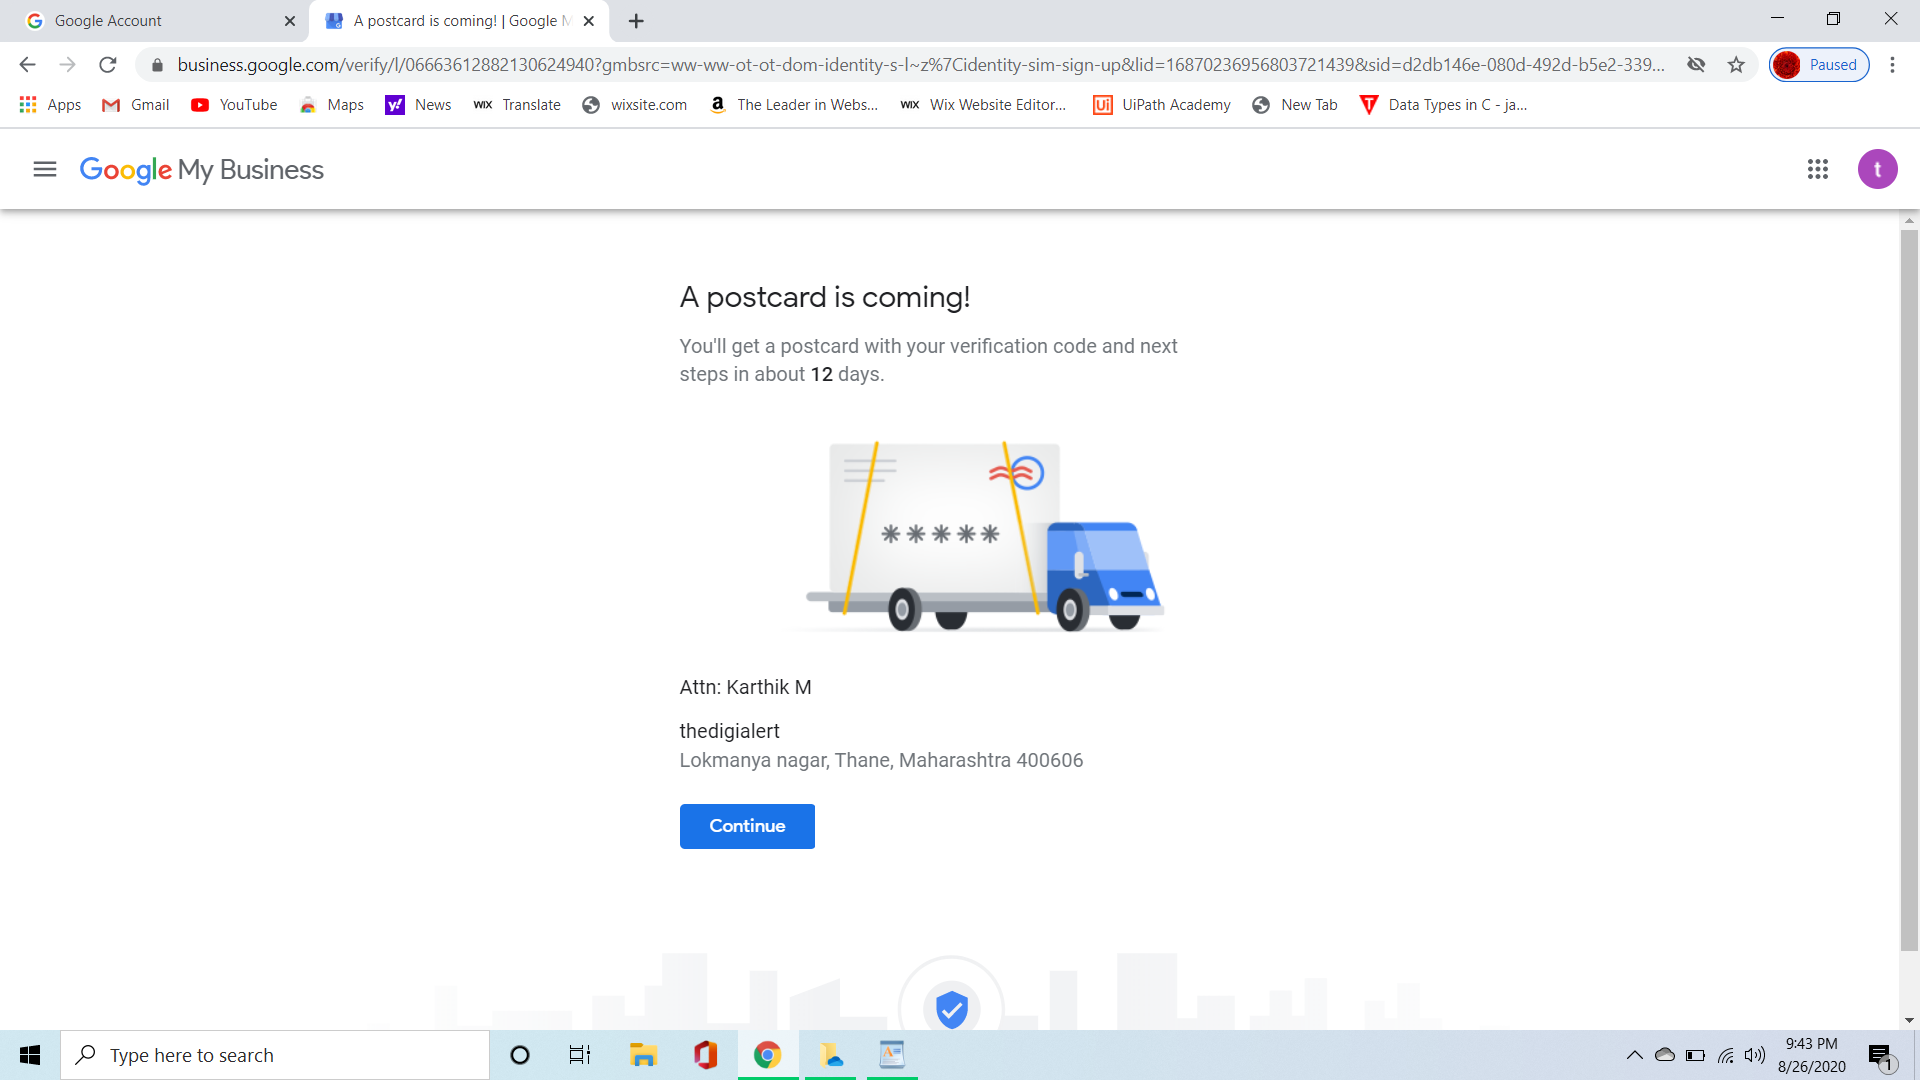 Google Account
A postcard is coming! | Google M
business.google.com/verify/l/06663612882130624940?gmbsrc=ww-ww-ot-ot-dom-identity-s-l~z%7Cidentity-sim-sign-up&lid=16870236956803721439&sid=d2db146e-080d-492d-b5e2-339...
Paused
Apps Gmail YouTube Maps y! News WIX Translate wixsite.com a The Leader in Webs... WIX Wix Website Editor... Ui UiPath Academy New Tab T Data Types in C - ja...
Google My Business
t
A postcard is coming!
You'll get a postcard with your verification code and next
steps in about 12 days.
*****
Attn: Karthik M
thedigialert
Lokmanya nagar, Thane, Maharashtra 400606
Continue
Type here to search
9:43 PM
8/26/2020
1